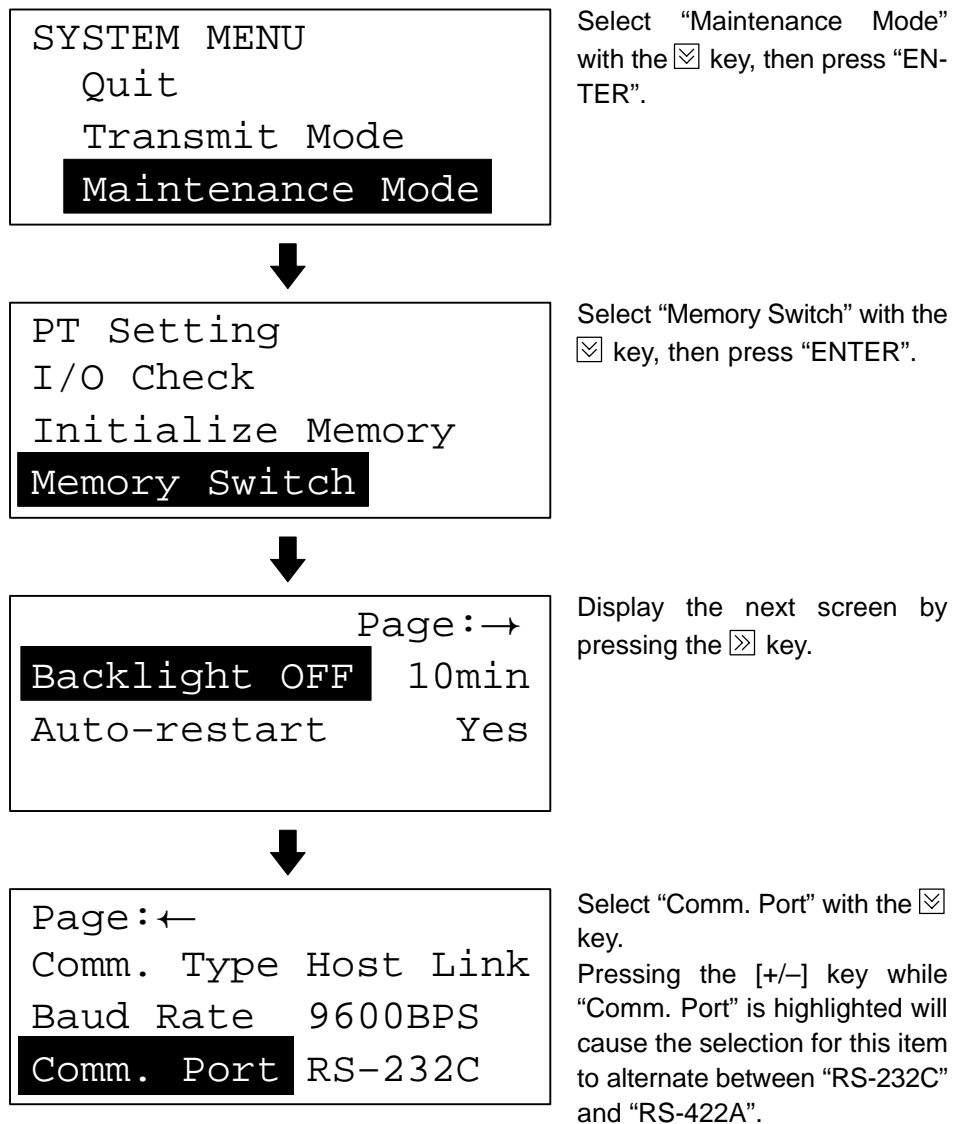 SYSTEM MENU
Quit
Transmit Mode
Maintenance Mode
Select “Maintenance Mode”
with the key, then press “EN-
TER”.
PT Setting
I/O Check
Initialize Memory
Memory Switch
Select “Memory Switch” with the
key, then press “ENTER”.
Page:→
Backlight OFF 10min
Auto−restart Yes
Display the next screen by
pressing the key.
Page:←
Comm. Type Host Link
Baud Rate 9600BPS
Comm. Port RS−232C
Select “Comm. Port” with the
key.
Pressing the [+/–] key while
“Comm. Port” is highlighted will
cause the selection for this item
to alternate between “RS-232C”
and “RS-422A”.